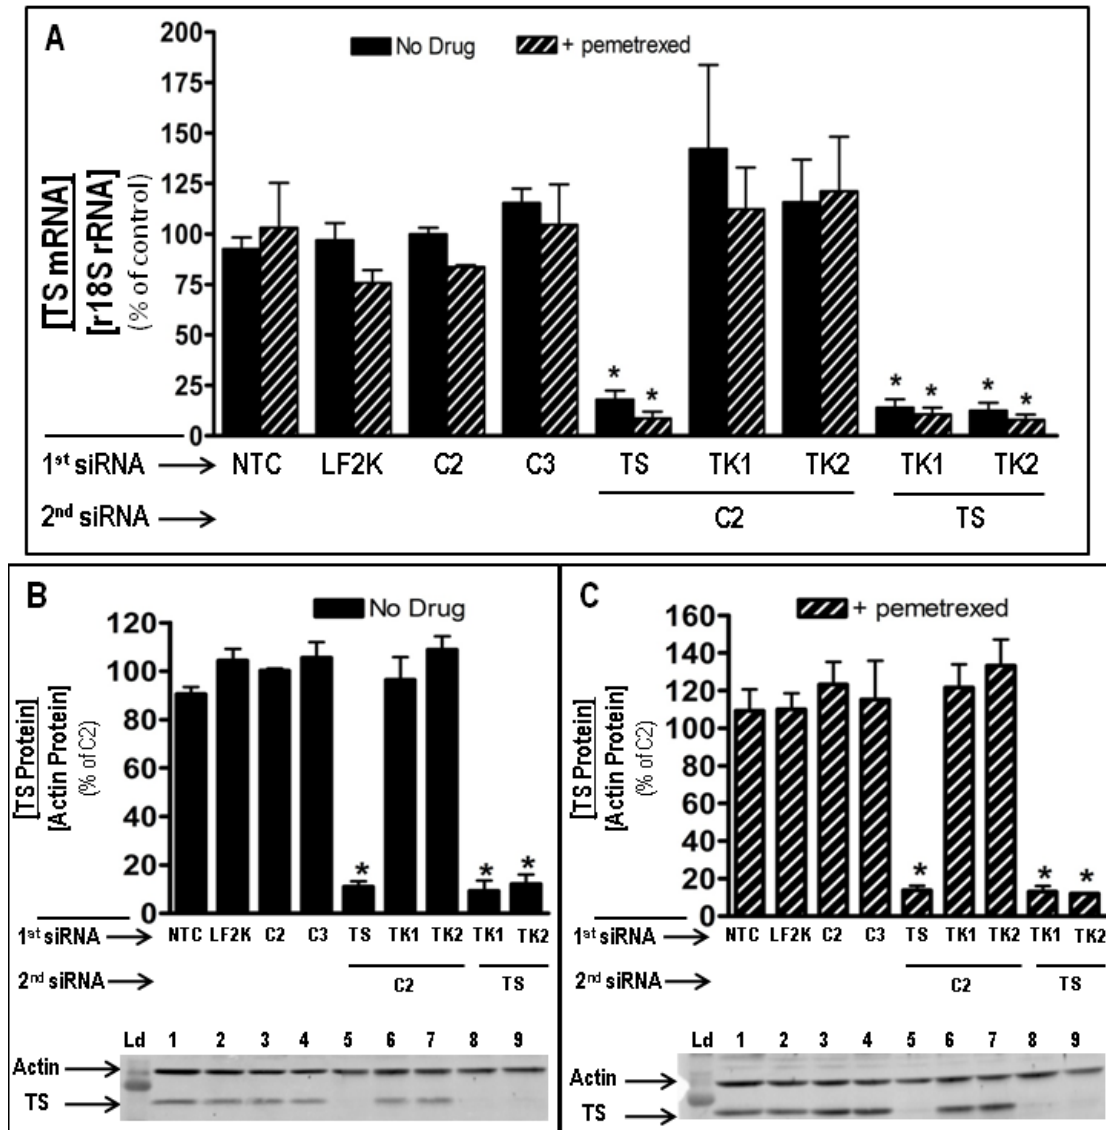 A
No Drug + pemetrexed
200
175
150
125
100
75
50
25
0
[TS mRNA]
[r18S rRNA]
(% of control)
* * * * * *
1st siRNA NTC LF2K C2 C3 TS TK1 TK2 TK1 TK2
2nd siRNA C2 TS
B
No Drug
120
100
80
60
40
20
0
[TS Protein]
[Actin Protein]
(% of C2)
* * *
1st siRNA NTC LF2K C2 C3 TS TK1 TK2 TK1 TK2
2nd siRNA C2 TS
Ld 1 2 3 4 5 6 7 8 9
Actin
TS
C
+ pemetrexed
160
140
120
100
80
60
40
20
0
[TS Protein]
[Actin Protein]
(% of C2)
* * *
1st siRNA NTC LF2K C2 C3 TS TK1 TK2 TK1 TK2
2nd siRNA C2 TS
Ld 1 2 3 4 5 6 7 8 9
Actin
TS